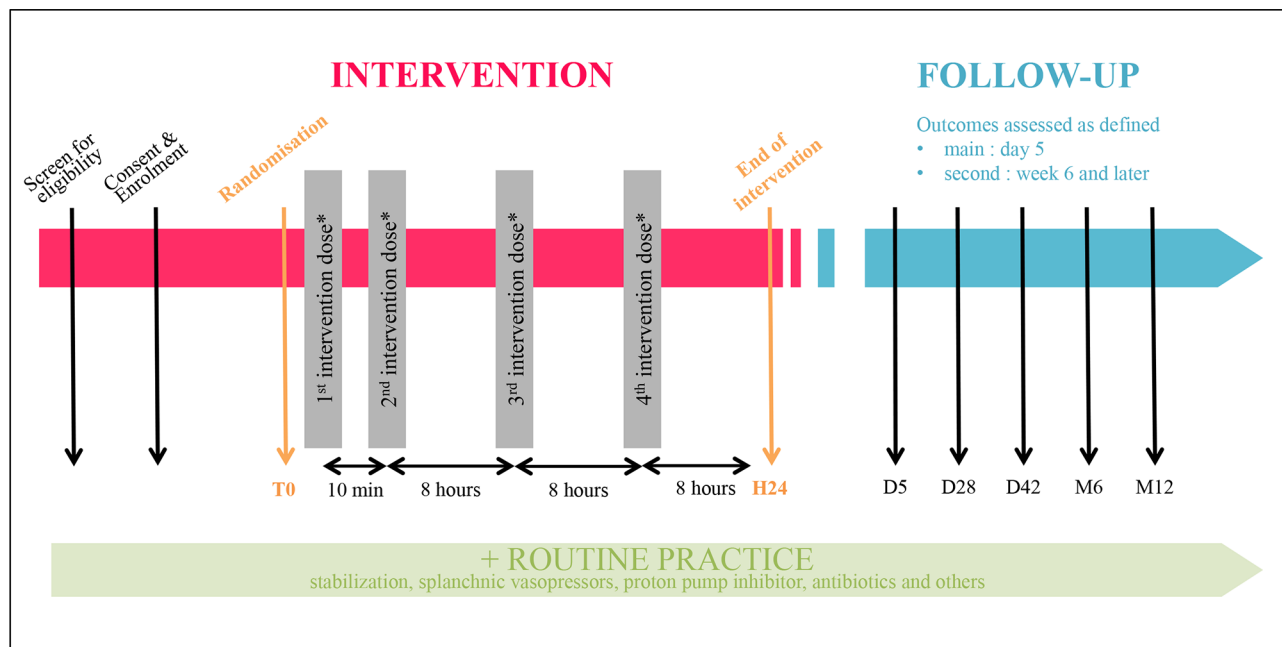 INTERVENTION
FOLLOW-UP
Outcomes assessed as defined
• main : day 5
• second : week 6 and later
Screen for
eligibility
Consent &
Enrolment
Randomisation
End of
intervention
1st intervention dose*
2nd intervention dose*
3rd intervention dose*
4th intervention dose*
T0
10 min
8 hours
8 hours
8 hours
H24
D5
D28
D42
M6
M12
+ ROUTINE PRACTICE
stabilization, splanchnic vasopressors, proton pump inhibitor, antibiotics and others